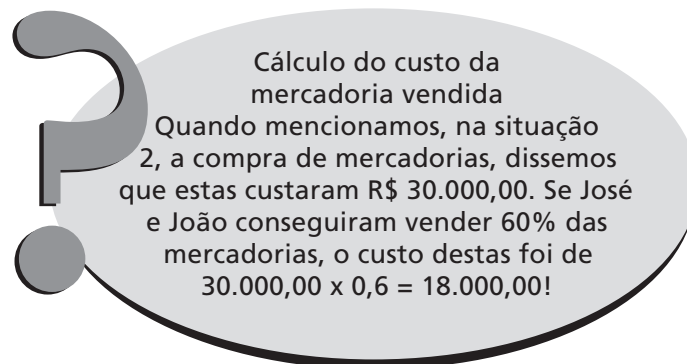 Cálculo do custo da
mercadoria vendida
Quando mencionamos, na situação
2, a compra de mercadorias, dissemos
que estas custaram R$ 30.000,00. Se José
e João conseguiram vender 60% das
mercadorias, o custo destas foi de
30.000,00 x 0,6 = 18.000,00!